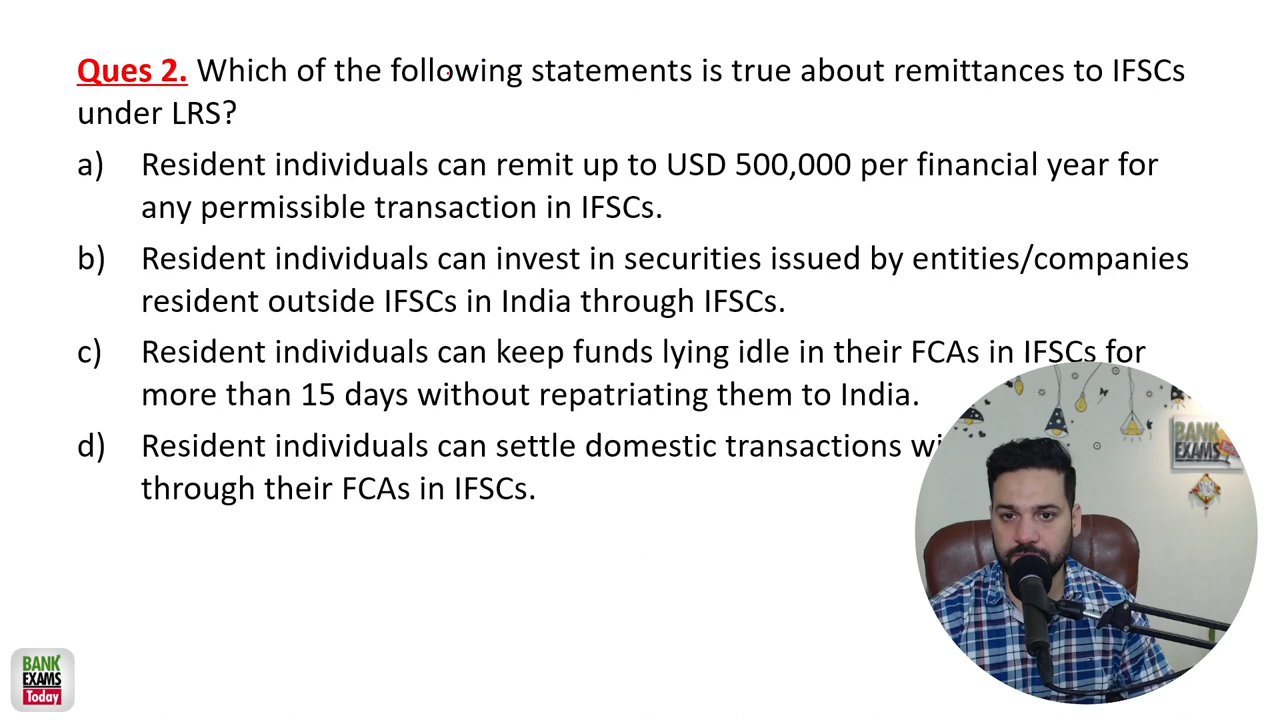 Ques 2. Which of the following statements is true about remittances to IFSCs
under LRS?
a) Resident individuals can remit up to USD 500,000 per financial year for
any permissible transaction in IFSCs.
b) Resident individuals can invest in securities issued by entities/companies
resident outside IFSCs in India through IFSCs.
c) Resident individuals can keep funds lying idle in their FCAs in IFSCs for
more than 15 days without repatriating them to India.
d) Resident individuals can settle domestic transactions
through their FCAs in IFSCs.
BANK
EXAMS
BANK
EXAMS
Today